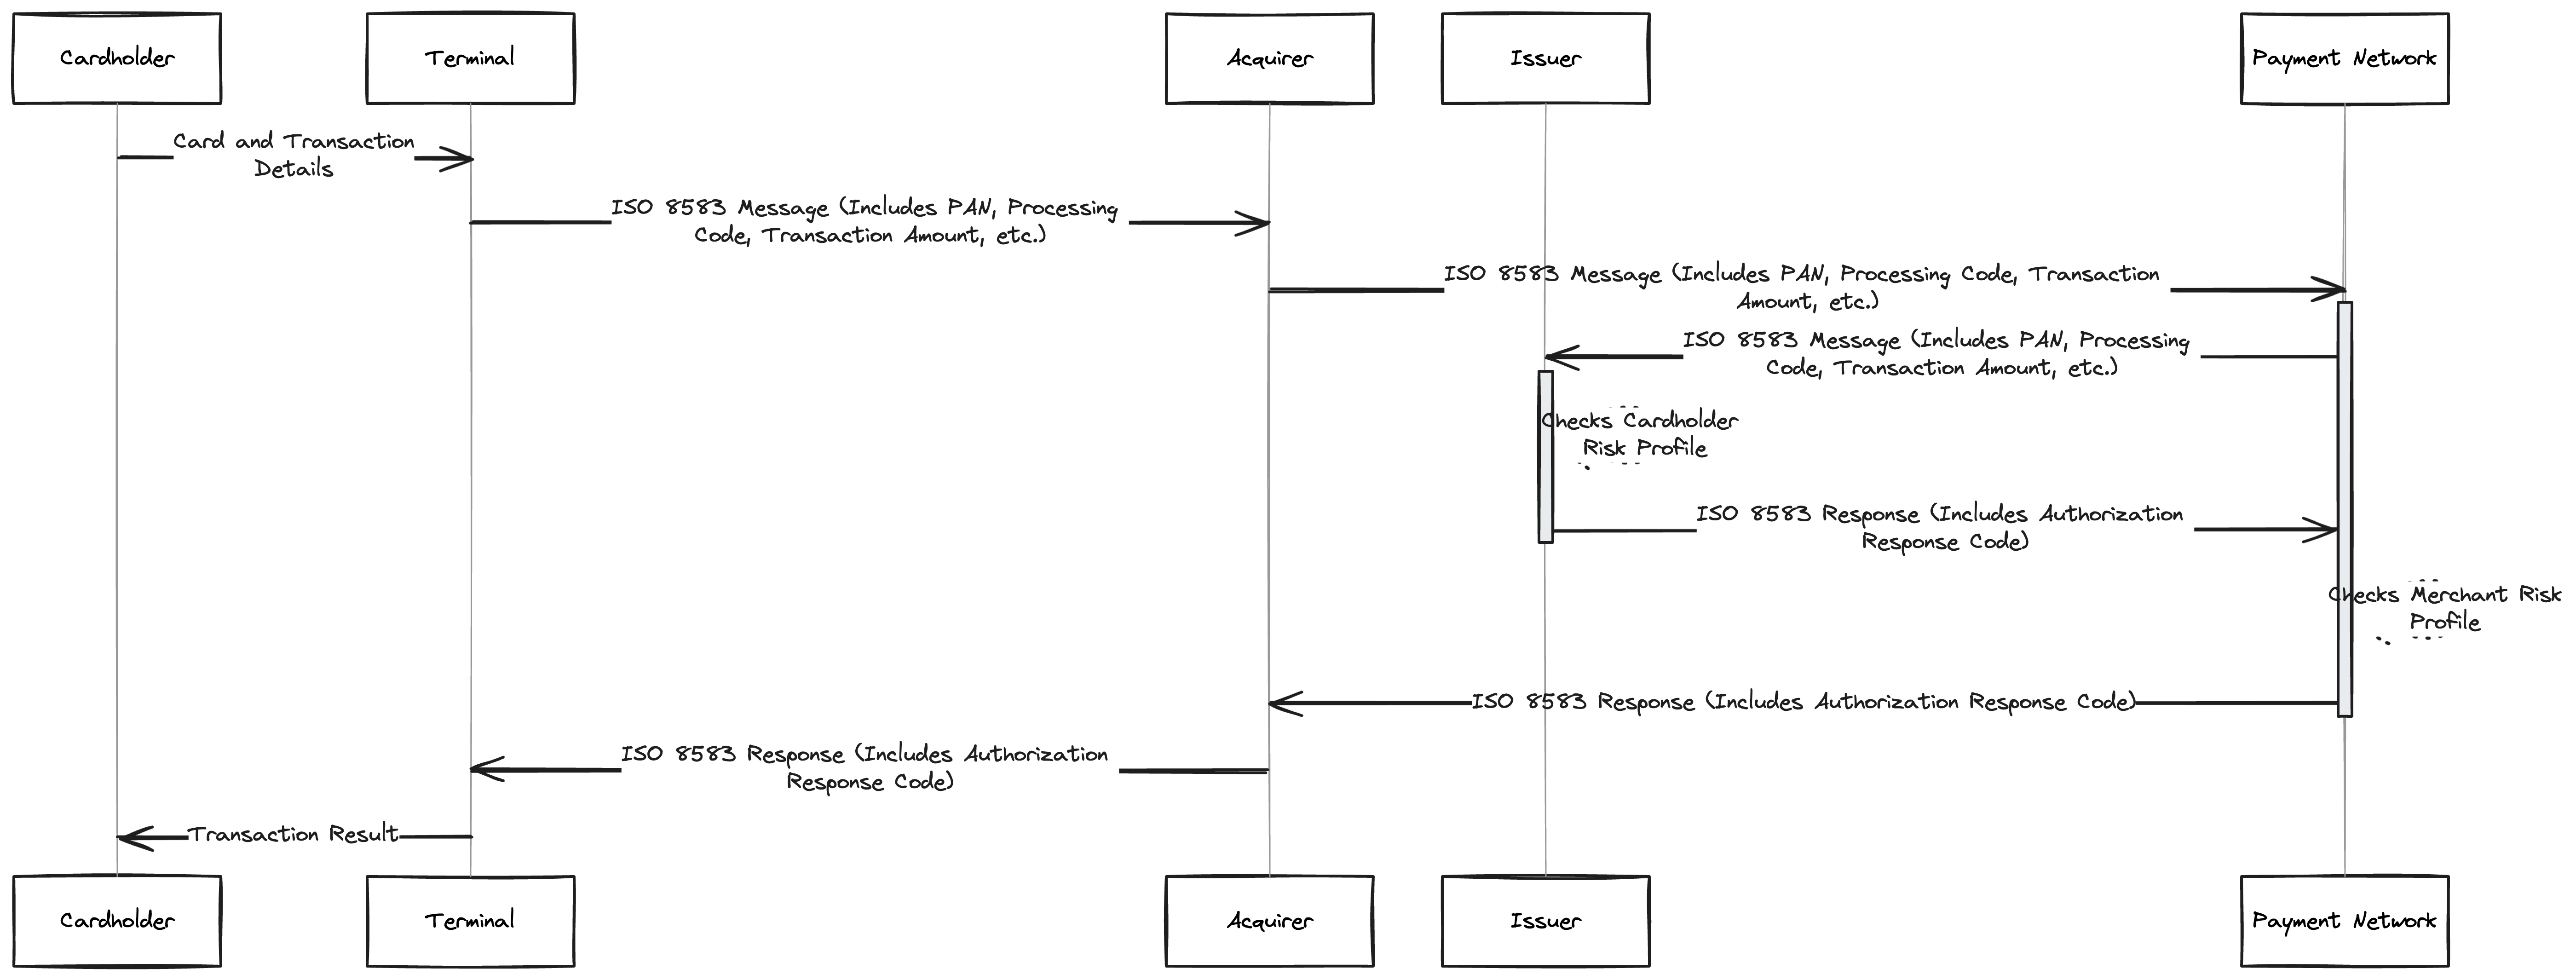 Cardholder
Terminal
Acquirer
Issuer
Payment Network
Card and Transaction
Details
ISO 8583 Message (Includes PAN, Processing
Code, Transaction Amount, etc.)
ISO 8583 Message (Includes PAN, Processing Code, Transaction
Amount, etc.)
ISO 8583 Message (Includes PAN, Processing
Code, Transaction Amount, etc.)
Checks Cardholder
Risk Profile
ISO 8583 Response (Includes Authorization
Response Code)
Checks Merchant Risk
Profile
ISO 8583 Response (Includes Authorization Response Code)
ISO 8583 Response (Includes Authorization
Response Code)
Transaction Result
Cardholder
Terminal
Acquirer
Issuer
Payment Network